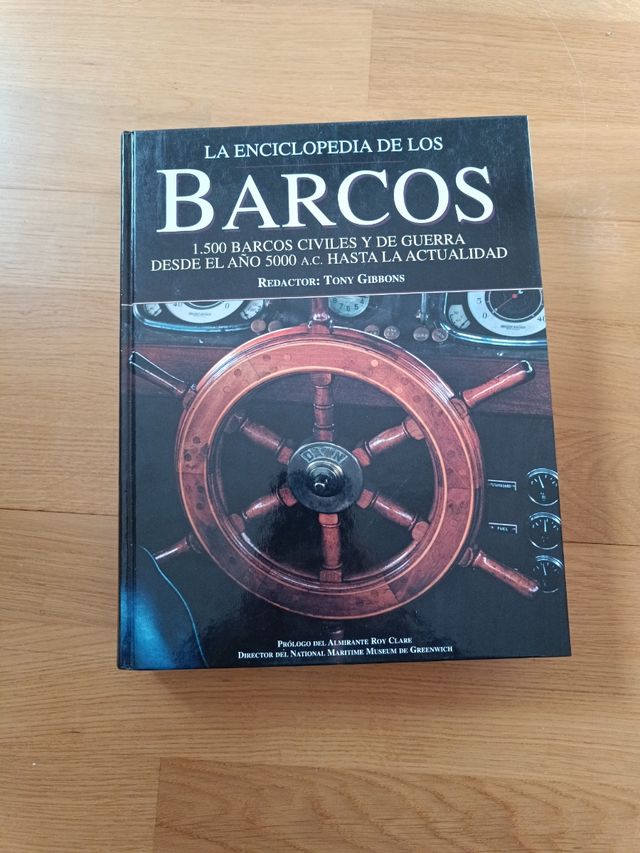 LA ENCICLOPEDIA DE LOS
BARCOS
1.500 BARCOS CIVILES Y DE GUERRA
DESDE EL AÑO 5000 A.C. HASTA LA ACTUALIDAD
REDACTOR: TONY GIBBONS
FUEL
PRÓLOGO DEL ALMIRANTE ROY CLARE
DIRECTOR DEL NATIONAL MARITIME MUSEUM DE GREENWICH